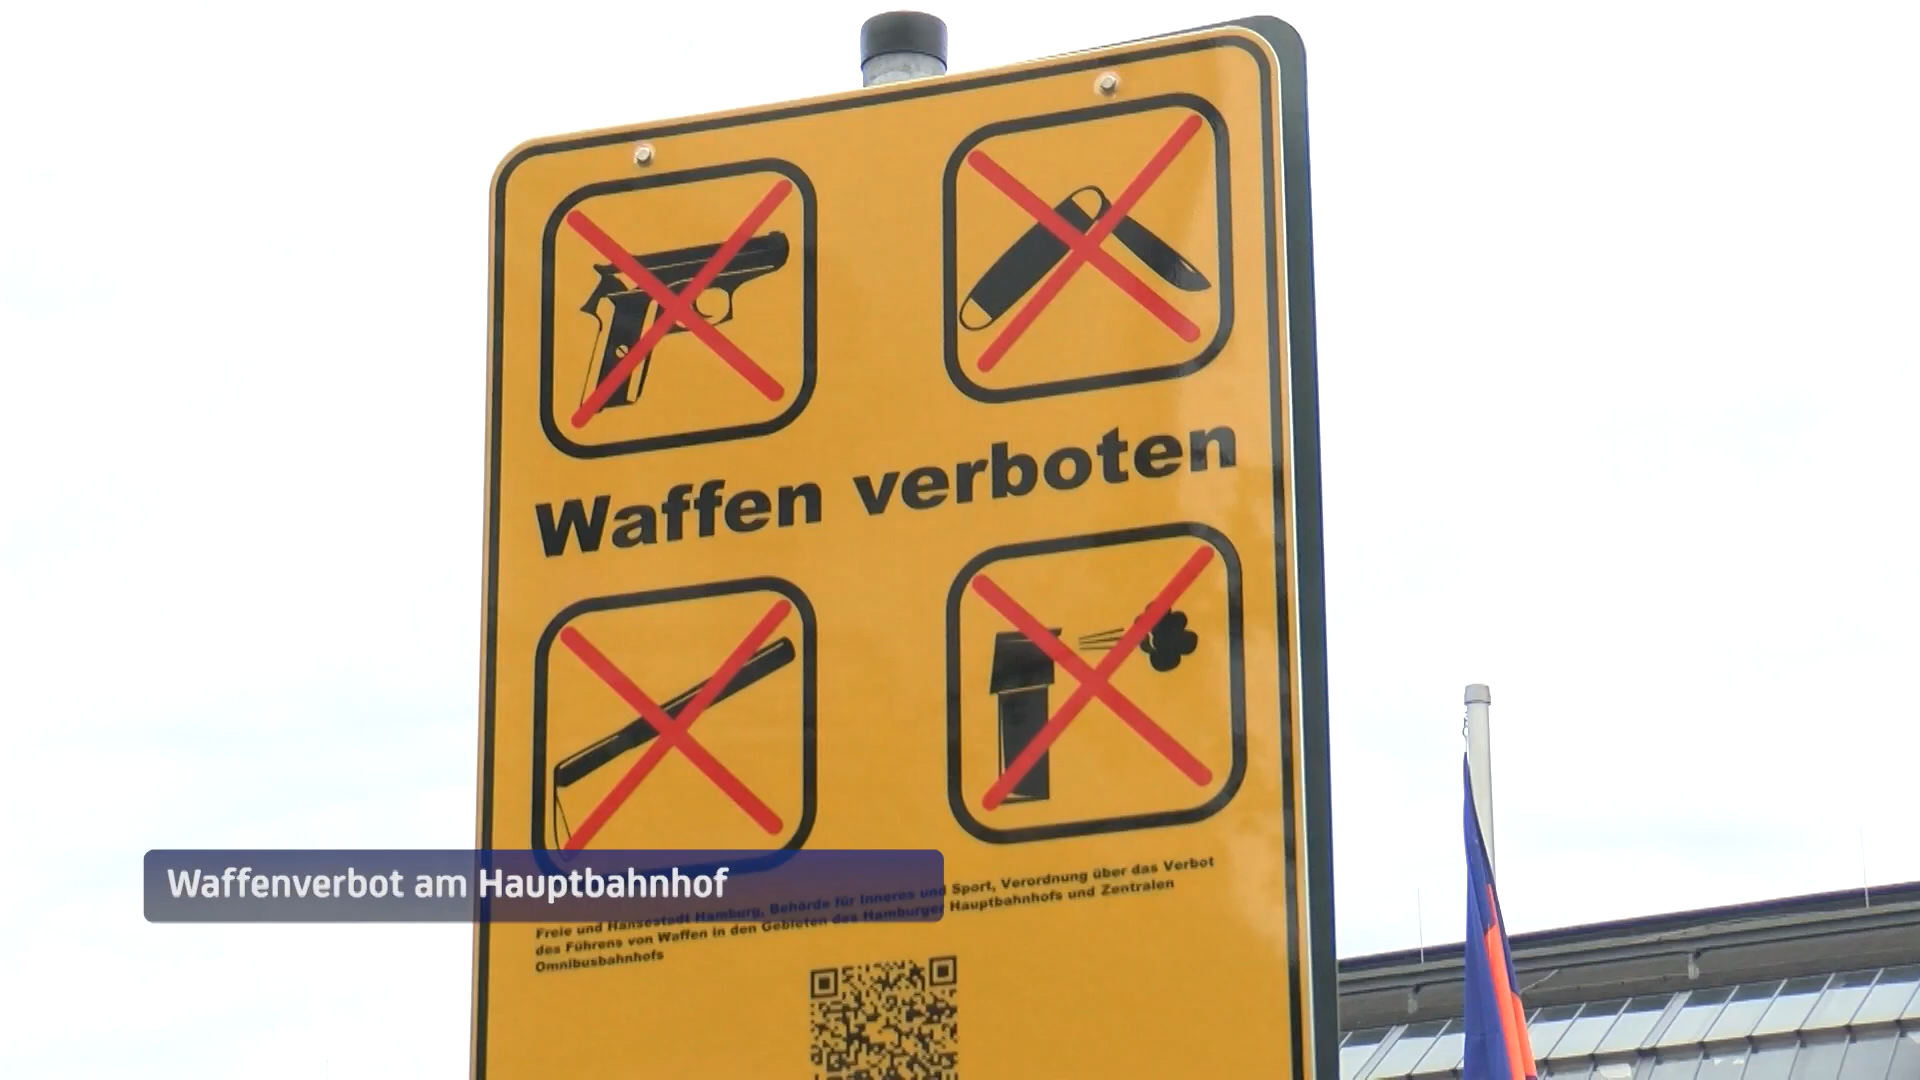 Waffen verboten
Waffenverbot am Hauptbahnhof
Freie und Hansestadt Hamburg, Behörde für Inneres und Sport, Verordnung über das Verbot
des Führens von Waffen in den Gebieten des Hamburger Hauptbahnhofs und Zentralen
Omnibusbahnhofs